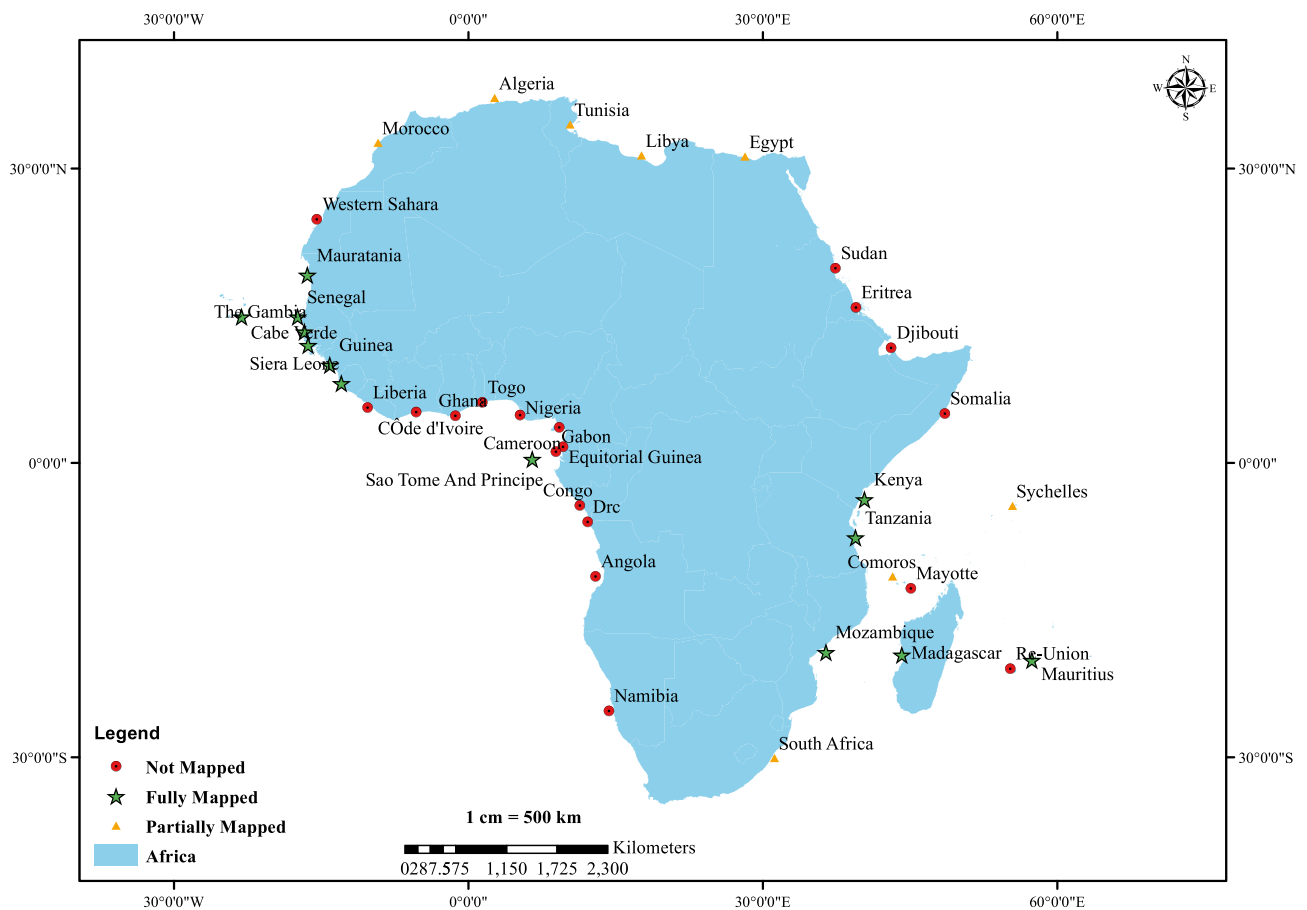 30°0'0"W 0°0'0" 30°0'0"E 60°0'0"E
N
W E
S
Algeria
Tunisia
Morocco
Libya
Egypt
30°0'0"N 30°0'0"N
Western Sahara
Sudan
Mauratania
Eritrea
Senegal
The Gambia
Cabe Verde
Djibouti
Guinea
Siera Leone
Togo
Liberia
Ghana
Nigeria
Somalia
CÔde d'Ivoire
Cameroon
Gabon
Equitorial Guinea
0°0'0" 0°0'0"
Sao Tome And Principe
Kenya
Congo
Sychelles
Drc
Tanzania
Angola
Comoros
Mayotte
Mozambique
Madagascar
Re-Union
Mauritius
Namibia
South Africa
30°0'0"S 30°0'0"S
Legend
Not Mapped
Fully Mapped
Partially Mapped
Africa
1 cm = 500 km
Kilometers
0287.575 1,150 1,725 2,300
30°0'0"W 0°0'0" 30°0'0"E 60°0'0"E